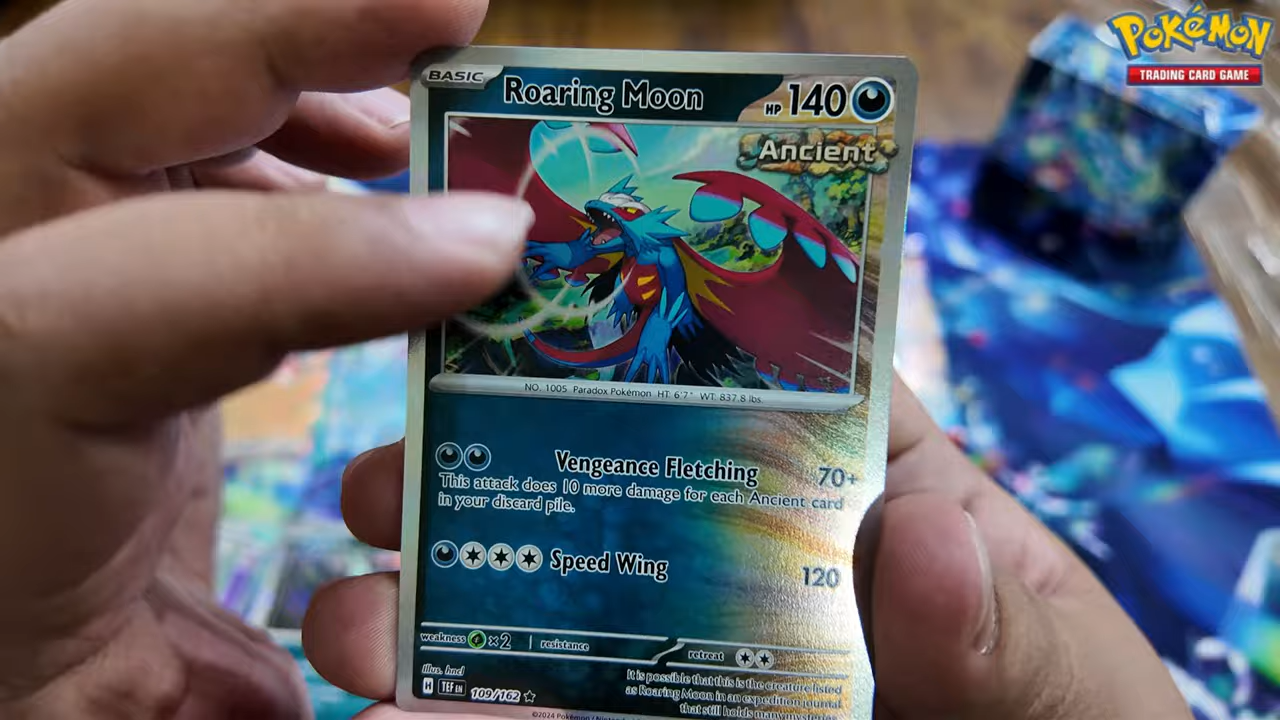 POKéMON
TRADING CARD GAME
BASIC
Roaring Moon
HP 140
Ancient
NO. 1005 Paradox Pokémon HT: 6'7" WT: 837.8 lbs
Vengeance Fletching 70+
This attack does 10 more damage for each Ancient card
in your discard pile.
Speed Wing 120
weakness ×2 resistance
retreat
Illus. hncl
It is possible that this is the creature listed
as Roaring Moon in an expedition journal
that still holds many mysteries
H TEF EN 109/162 ★
©2024 Pokémon